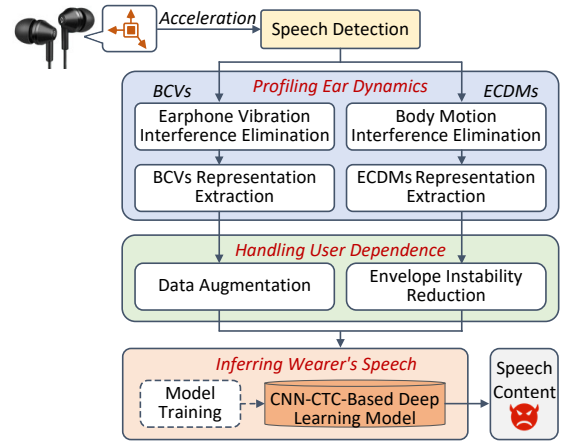 Acceleration
Speech Detection
BCVs
Profiling Ear Dynamics
ECDMs
Earphone Vibration
Interference Elimination
Body Motion
Interference Elimination
BCVs Representation
Extraction
ECDMs Representation
Extraction
Handling User Dependence
Data Augmentation
Envelope Instability
Reduction
Inferring Wearer's Speech
Model
Training
CNN-CTC-Based Deep
Learning Model
Speech
Content